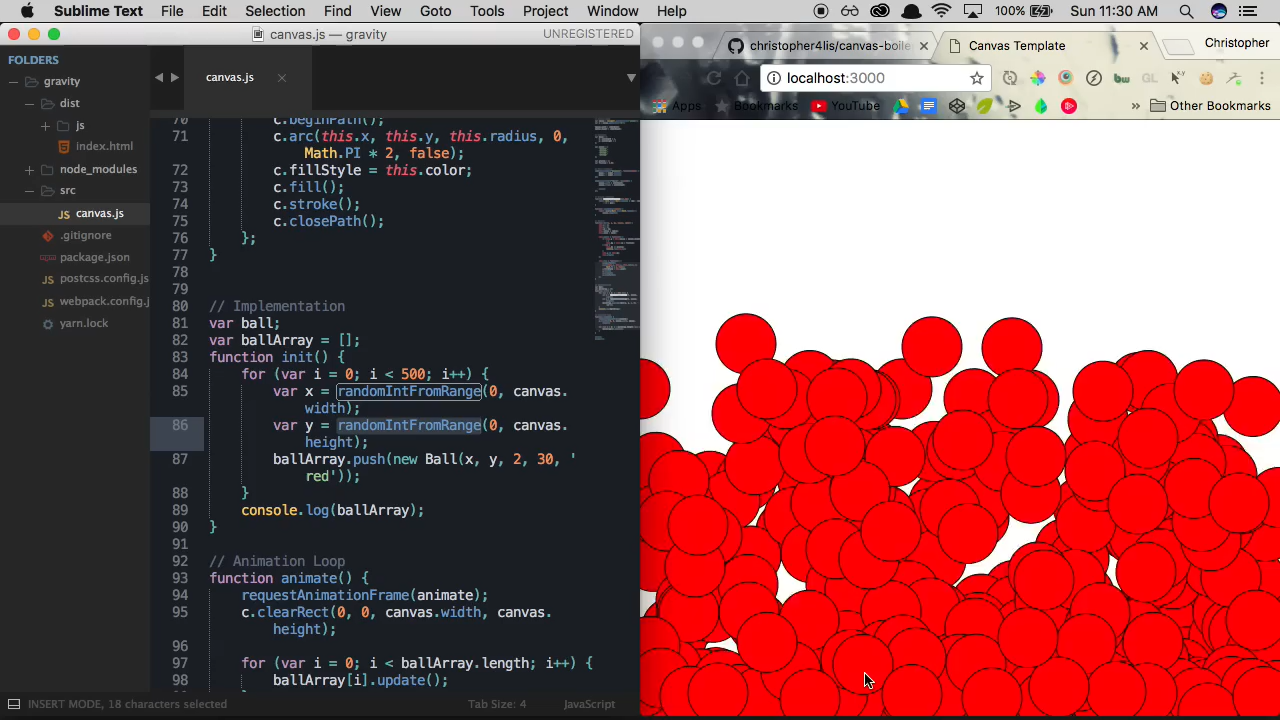 Sublime Text File Edit Selection Find View Goto Tools Project Window Help 100% Sun 11:30 AM
canvas.js — gravity UNREGISTERED
christopher4lis/canvas-boile Canvas Template Christopher
localhost:3000
Apps Bookmarks YouTube » Other Bookmarks
FOLDERS
gravity
dist
js
index.html
node_modules
src
JS canvas.js
.gitignore
package.json
JS postcss.config.js
JS webpack.config.j
yarn.lock
canvas.js
70 c.beginPath();
71 c.arc(this.x, this.y, this.radius, 0,
Math.PI * 2, false);
72 c.fillStyle = this.color;
73 c.fill();
74 c.stroke();
75 c.closePath();
76 };
77 }
78
79
80 // Implementation
81 var ball;
82 var ballArray = [];
83 function init() {
84 for (var i = 0; i < 500; i++) {
85 var x = randomIntFromRange(0, canvas.
width);
86 var y = randomIntFromRange(0, canvas.
height);
87 ballArray.push(new Ball(x, y, 2, 30, '
red'));
88 }
89 console.log(ballArray);
90 }
91
92 // Animation Loop
93 function animate() {
94 requestAnimationFrame(animate);
95 c.clearRect(0, 0, canvas.width, canvas.
height);
96
97 for (var i = 0; i < ballArray.length; i++) {
98 ballArray[i].update();
INSERT MODE, 18 characters selected Tab Size: 4 JavaScript